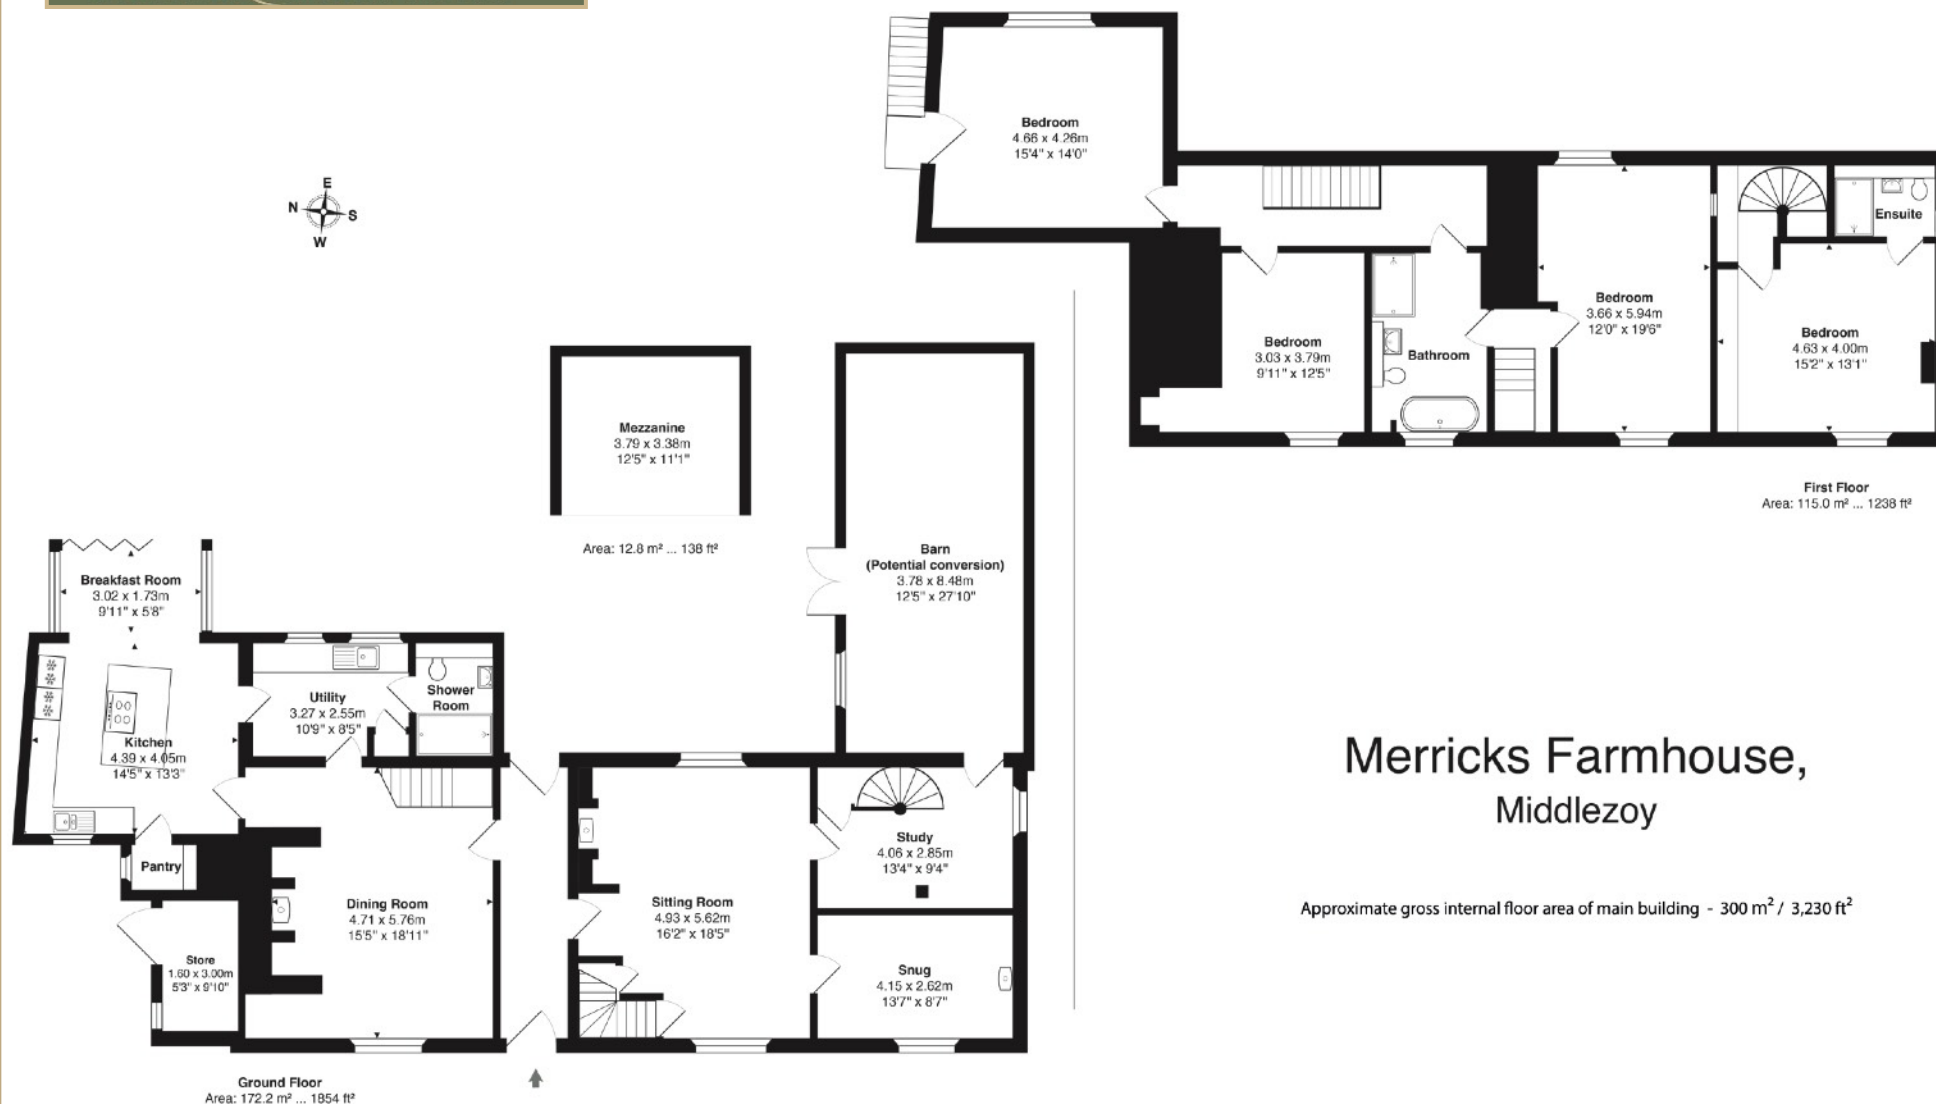 Bedroom
4.66 x 4.26m
15'4" x 14'0"
E
N
S
W
Ensuite
Bedroom
3.66 x 5.94m
12'0" x 19'6"
Bedroom
4.63 x 4.00m
15'2" x 13'1"
Bedroom
3.03 x 3.79m
9'11" x 12'5"
Bathroom
First Floor
Area: 115.0 m² ... 1238 ft²
Mezzanine
3.79 x 3.38m
12'5" x 11'1"
Area: 12.8 m² ... 138 ft²
Barn
(Potential conversion)
3.78 x 8.48m
12'5" x 27'10"
Breakfast Room
3.02 x 1.73m
9'11" x 5'8"
Utility
3.27 x 2.55m
10'9" x 8'5"
Shower
Room
Kitchen
4.39 x 4.05m
14'5" x 13'3"
Pantry
Study
4.06 x 2.85m
13'4" x 9'4"
Dining Room
4.71 x 5.76m
15'5" x 18'11"
Sitting Room
4.93 x 5.62m
16'2" x 18'5"
Store
1.60 x 3.00m
5'3" x 9'10"
Snug
4.15 x 2.62m
13'7" x 8'7"
Ground Floor
Area: 172.2 m² ... 1854 ft²
Merricks Farmhouse,
Middlezoy
Approximate gross internal floor area of main building - 300 m² / 3,230 ft²